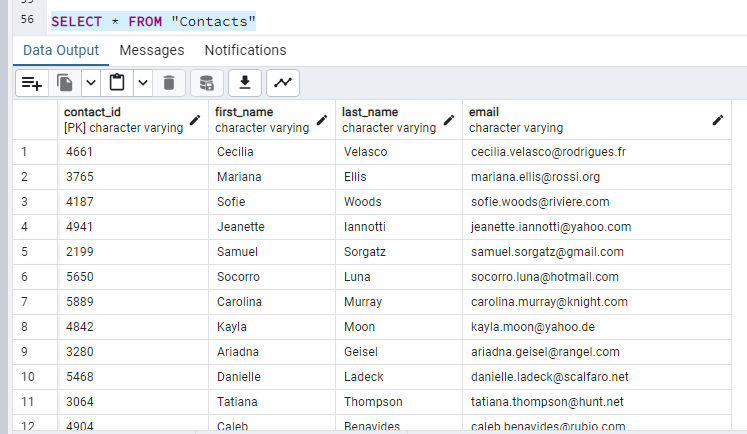 56 SELECT * FROM "Contacts"
Data Output Messages Notifications
contact_id first_name last_name email
[PK] character varying character varying character varying character varying
1 4661 Cecilia Velasco cecilia.velasco@rodrigues.fr
2 3765 Mariana Ellis mariana.ellis@rossi.org
3 4187 Sofie Woods sofie.woods@riviere.com
4 4941 Jeanette Iannotti jeanette.iannotti@yahoo.com
5 2199 Samuel Sorgatz samuel.sorgatz@gmail.com
6 5650 Socorro Luna socorro.luna@hotmail.com
7 5889 Carolina Murray carolina.murray@knight.com
8 4842 Kayla Moon kayla.moon@yahoo.de
9 3280 Ariadna Geisel ariadna.geisel@rangel.com
10 5468 Danielle Ladeck danielle.ladeck@scalfaro.net
11 3064 Tatiana Thompson tatiana.thompson@hunt.net
12 4904 Caleb Benavides caleb.benavides@rubio.com